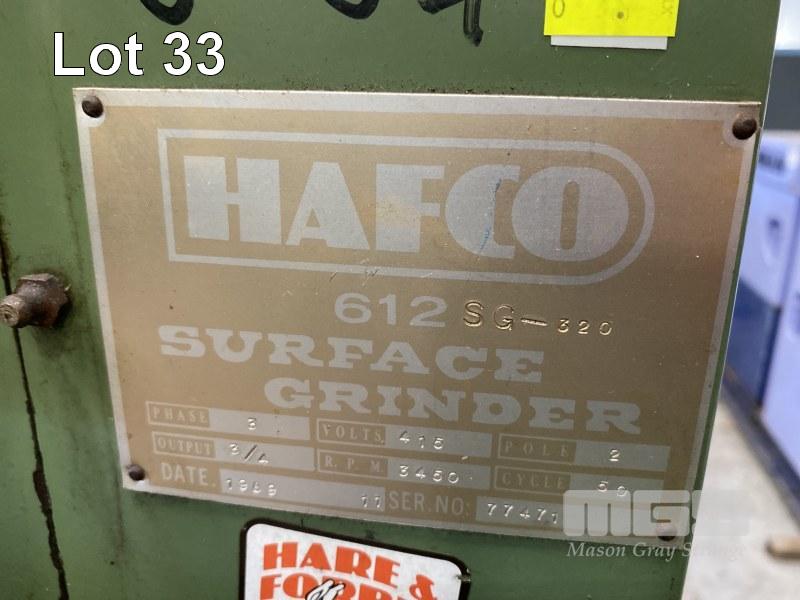 Lot 33
HAFCO
612 SG-320
SURFACE
GRINDER
PHASE 3 VOLTS. 415 POLE 2
OUTPUT 3/4 R.P.M. 3450 CYCLE 50
DATE. 1989 11 SER.NO: 77471
MGS
Mason Gray Strange
HARE &